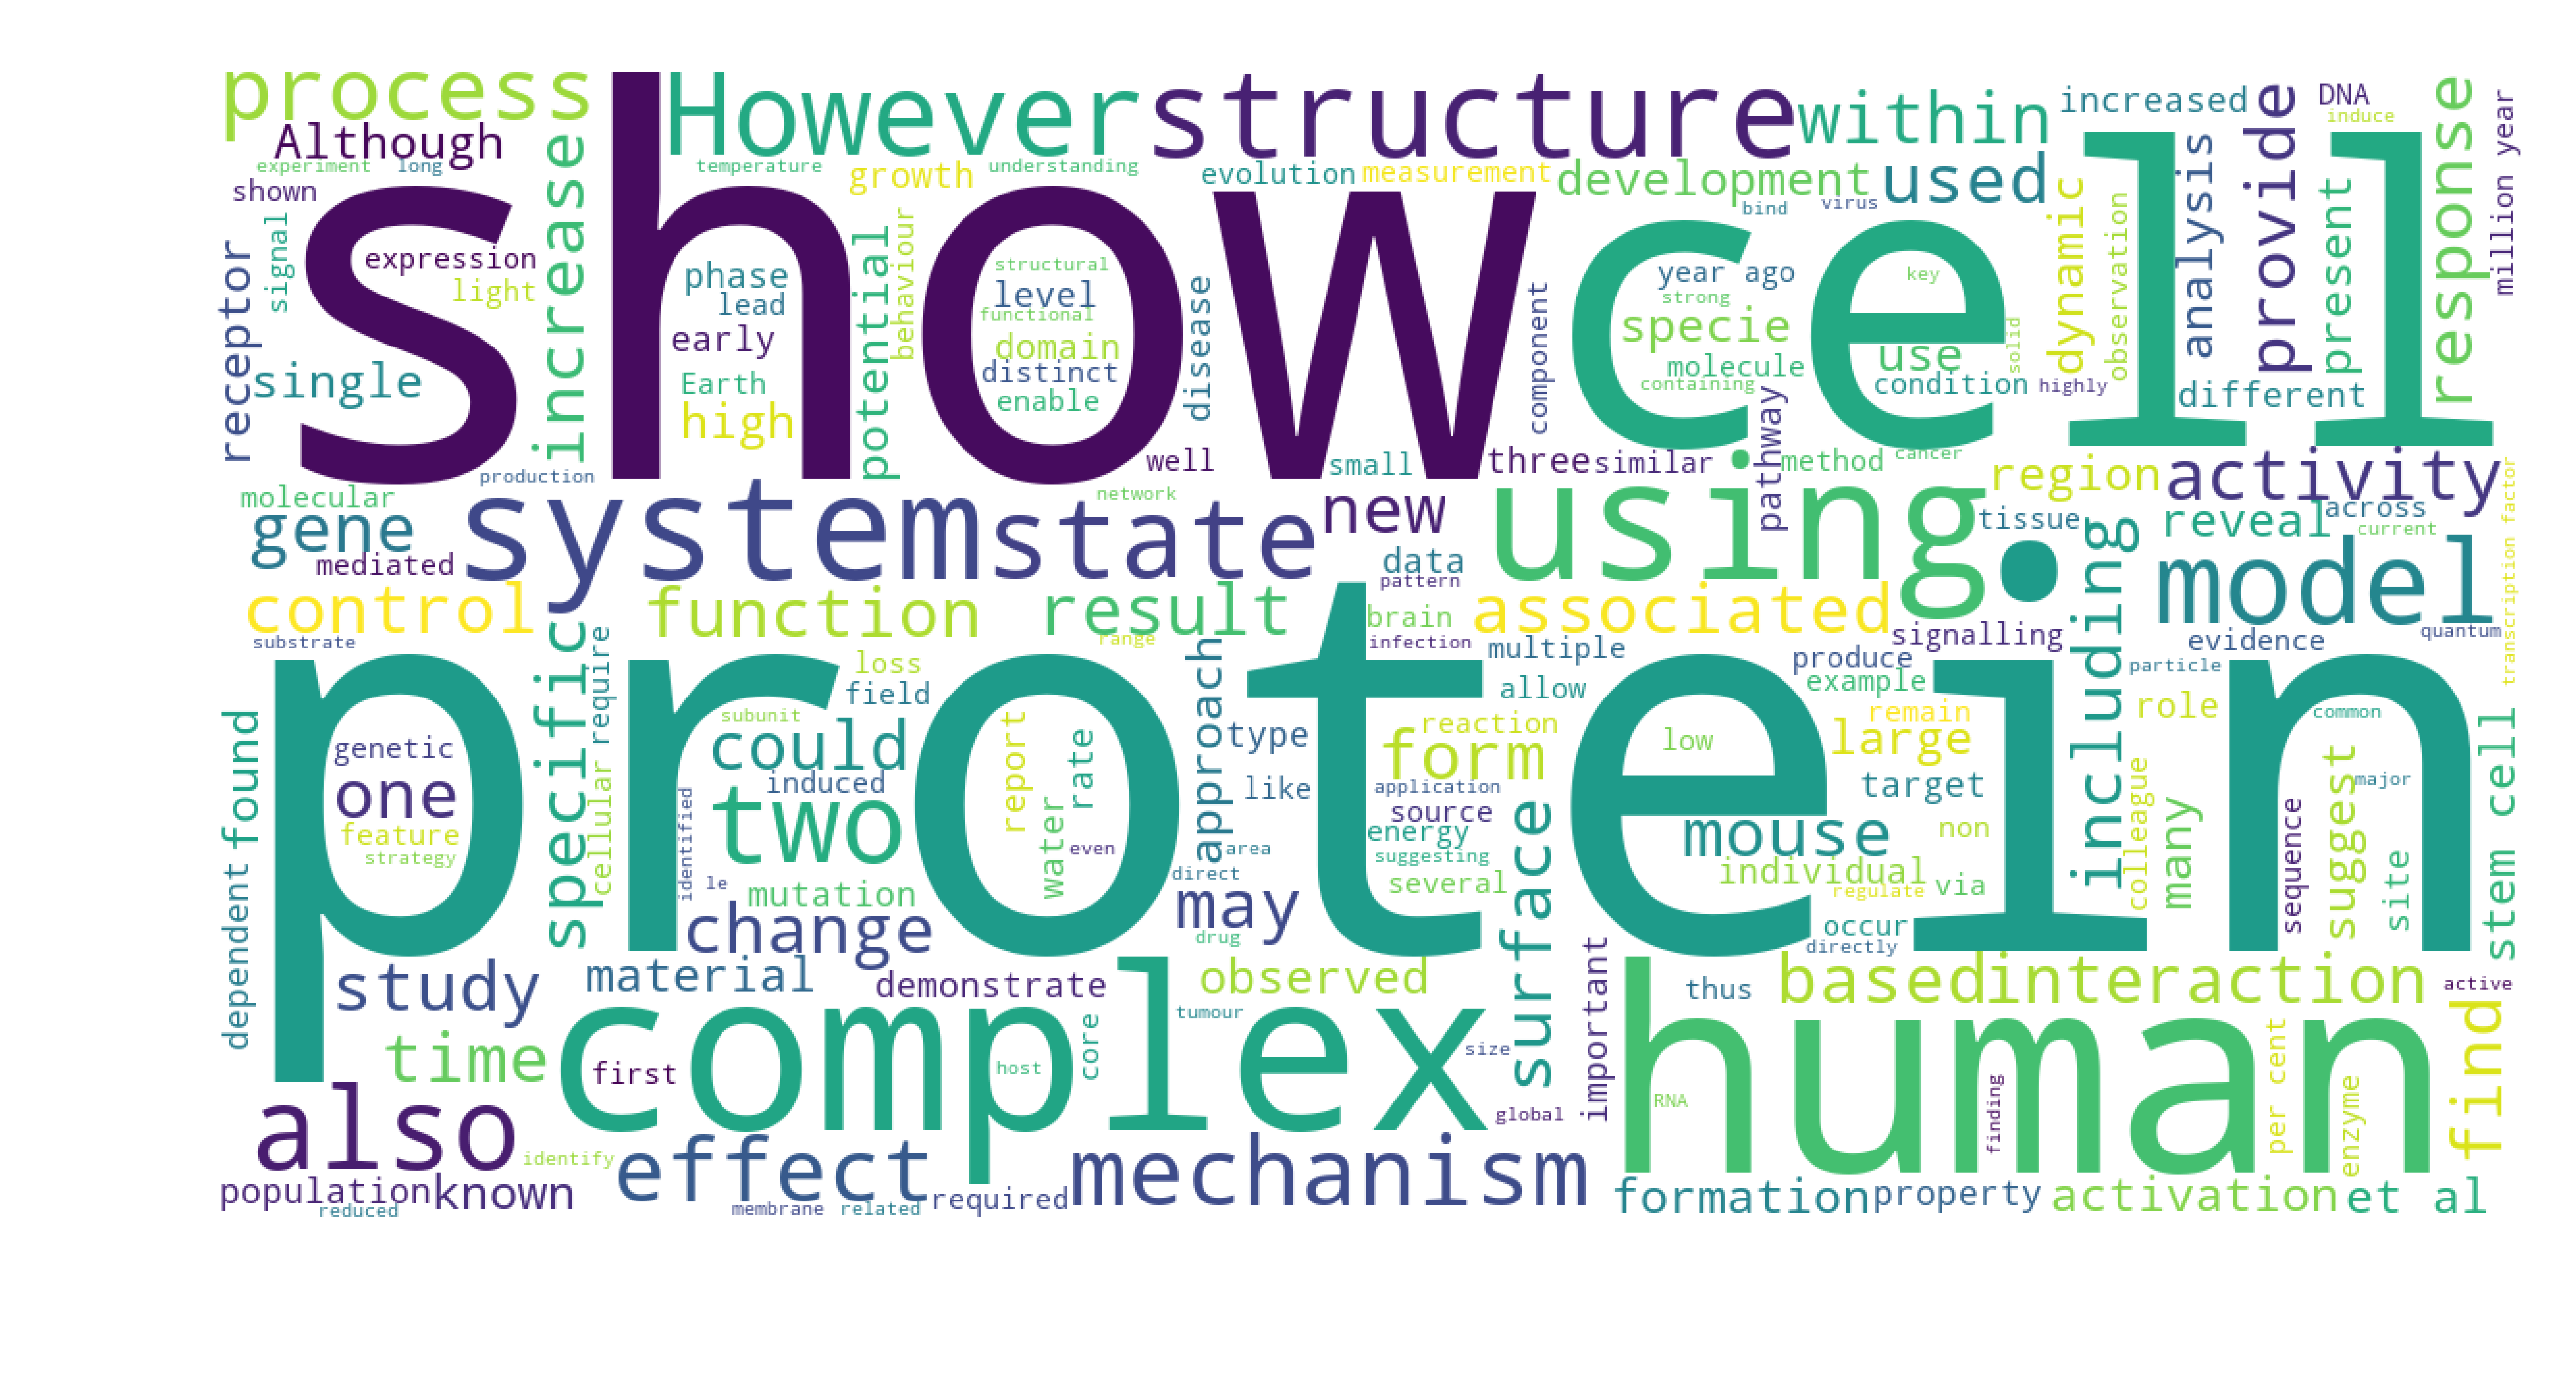 process
However
structure
within
increased
DNA
induce
Although
experiment
long
temperature
growth
understanding
evolution
measurement
development
used
bind
virus
shown
show
cell
increase
signal
receptor
expression
light
single
phase
lead
early
Earth
high
potential
behaviour
structural
level
functional
domain
distinct
enable
disease
component
year ago
strong
specie
molecule
containing
key
use
condition
solid
dynamic
observation
highly
analysis
provide
present
different
response
million year
well
small
three
similar
pathway
method
cancer
region
activity
production
molecular
gene
mediated
system
state
network
new
data
pattern
using
tissue
reveal
across
current
transcription factor
control
function
result
brain
associated
including
model
substrate
range
infection
signalling
evidence
quantum
protein
specific
require
loss
field
approach
multiple
allow
produce
example
particle
found
dependent
genetic
one
feature
strategy
cellular
identified
subunit
could
induced
two
le
mutation
change
report
rate
water
even
type
like
area
direct
may
drug
reaction
form
application
source
energy
suggesting
several
surface
low
remain
large
target
mouse
non
individual
regulate
via
occur
directly
role
colleague
many
sequence
common
suggest
major
site
stem cell
study
material
demonstrate
observed
important
thus
based
interaction
active
time
first
complex
host
core
tumour
size
global
human
RNA
finding
per cent
enzyme
find
also
identify
effect
mechanism
population
known
reduced
membrane
related
required
formation
property
activation
et al